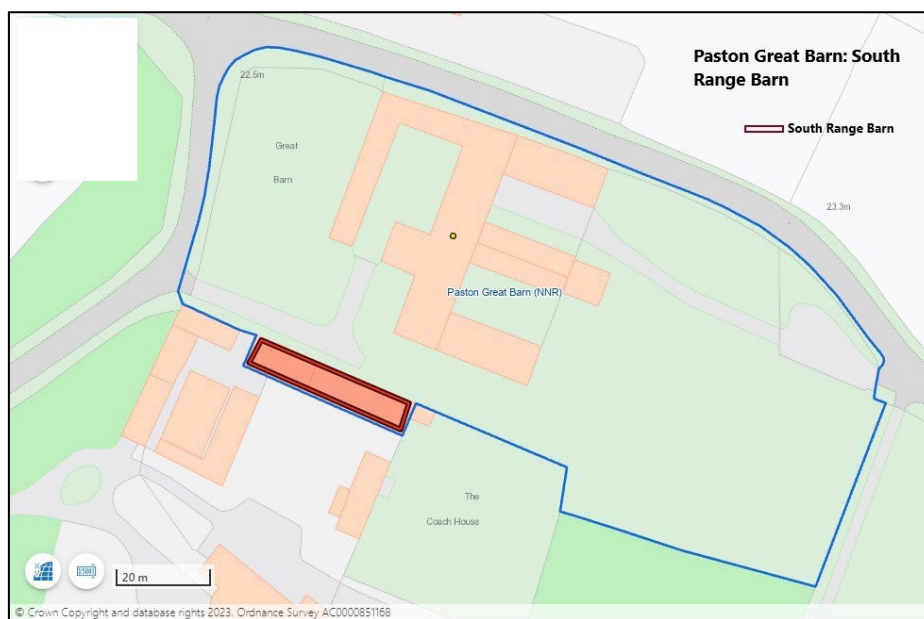 Paston Great Barn: South
Range Barn
South Range Barn
22.5m
Great
Barn
23.3m
Paston Great Barn (NNR)
The
Coach House
20 m
© Crown Copyright and database rights 2023. Ordnance Survey AC0000851168